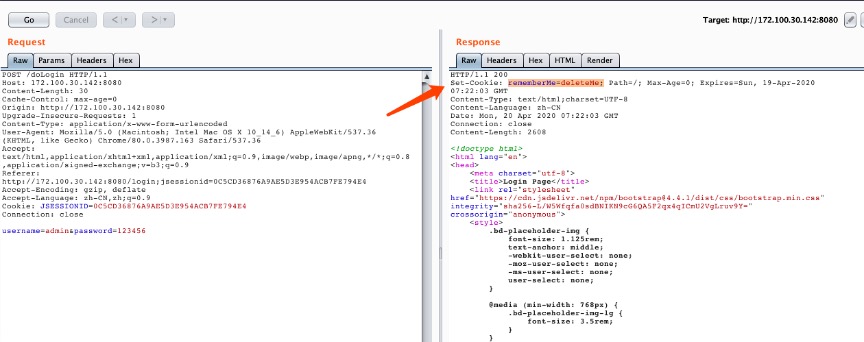 Go
Cancel
<
>
Target: http://172.100.30.142:8080
Request
Raw
Params
Headers
Hex
POST /doLogin HTTP/1.1
Host: 172.100.30.142:8080
Content-Length: 30
Cache-Control: max-age=0
Origin: http://172.100.30.142:8080
Upgrade-Insecure-Requests: 1
Content-Type: application/x-www-form-urlencoded
User-Agent: Mozilla/5.0 (Macintosh; Intel Mac OS X 10_14_6) AppleWebKit/537.36
(KHTML, like Gecko) Chrome/80.0.3987.163 Safari/537.36
Accept:
text/html,application/xhtml+xml,application/xml;q=0.9,image/webp,image/apng,*/*;q=0.8
,application/signed-exchange;v=b3;q=0.9
Referer:
http://172.100.30.142:8080/login;jsessionid=0C5CD36876A9AE5D3E954ACB7FE794E4
Accept-Encoding: gzip, deflate
Accept-Language: zh-CN,zh;q=0.9
Cookie: JSESSIONID=0C5CD36876A9AE5D3E954ACB7FE794E4
Connection: close
username=admin&password=123456
Response
Raw
Headers
Hex
HTML
Render
HTTP/1.1 200
Set-Cookie: rememberMe=deleteMe; Path=/; Max-Age=0; Expires=Sun, 19-Apr-2020
07:22:03 GMT
Content-Type: text/html;charset=UTF-8
Content-Language: zh-CN
Date: Mon, 20 Apr 2020 07:22:03 GMT
Connection: close
Content-Length: 2608
<!doctype html>
<html lang="en">
<head>
<meta charset="utf-8">
<title>Login Page</title>
<link rel="stylesheet"
href="https://cdn.jsdelivr.net/npm/bootstrap@4.4.1/dist/css/bootstrap.min.css"
crossorigin="anonymous">
<style>
.bd-placeholder-img {
font-size: 1.125rem;
text-anchor: middle;
-webkit-user-select: none;
-moz-user-select: none;
-ms-user-select: none;
user-select: none;
}
@media (min-width: 768px) {
.bd-placeholder-img-lg {
font-size: 3.5rem;
}
}